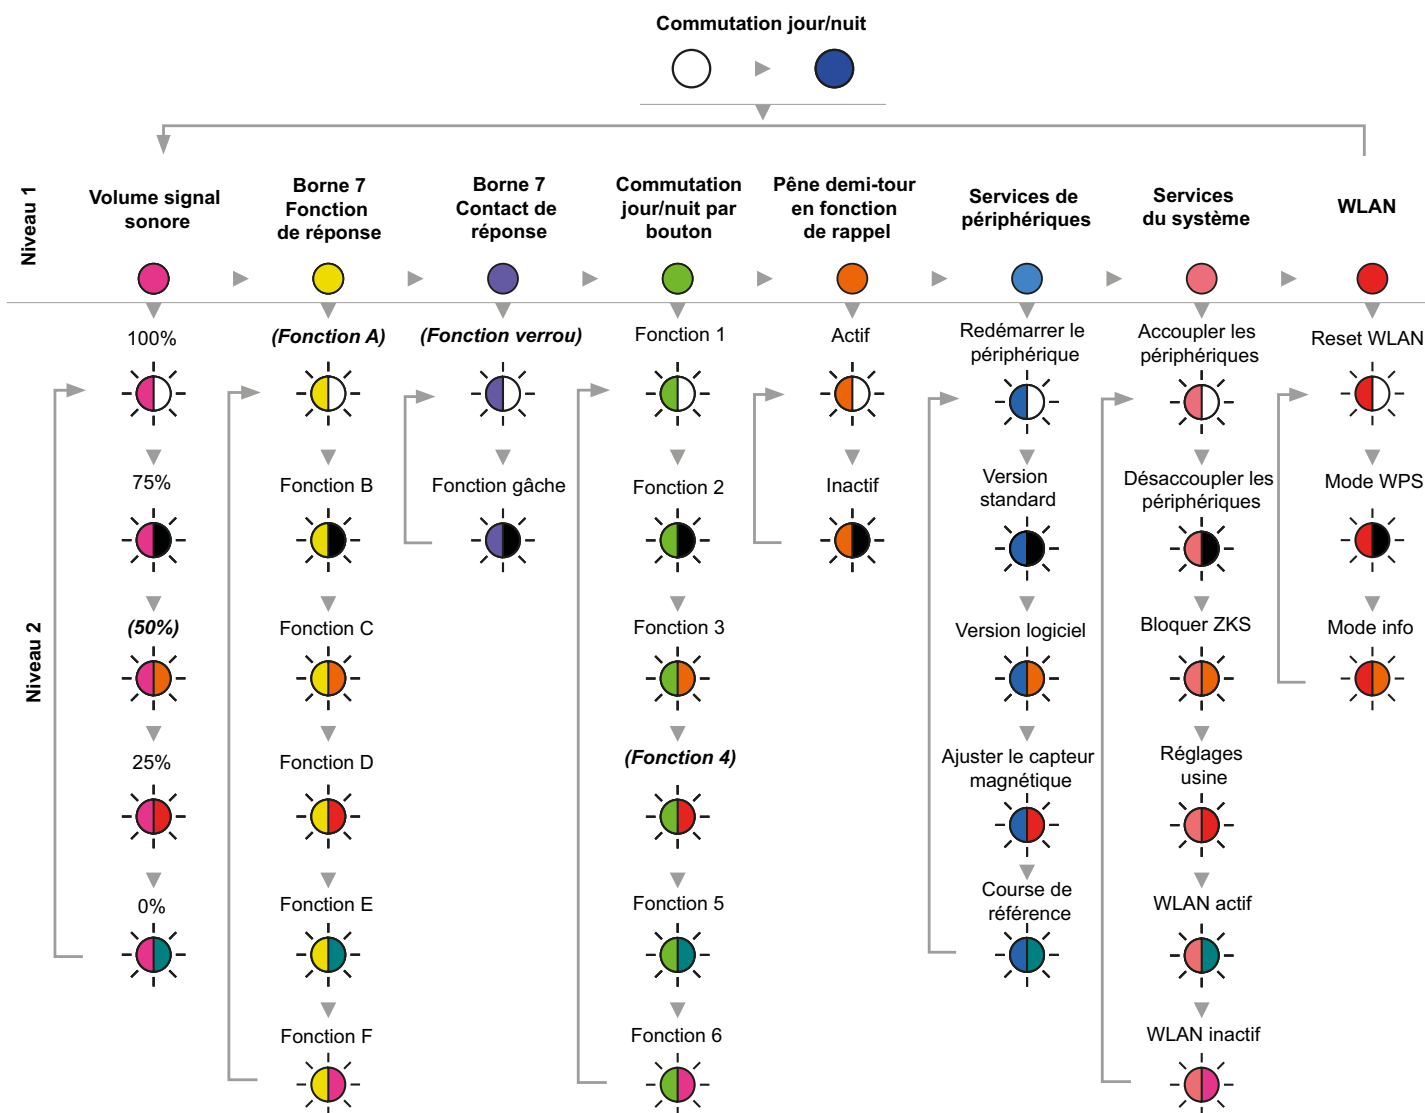 Commutation jour/nuit
Niveau 1
Volume signal
sonore
Borne 7
Fonction
de réponse
Borne 7
Contact de
réponse
Commutation
jour/nuit par
bouton
Pêne demi-tour
en fonction
de rappel
Services de
périphériques
Services
du système
WLAN
Niveau 2
100%
75%
(50%)
25%
0%
(Fonction A)
Fonction B
Fonction C
Fonction D
Fonction E
Fonction F
(Fonction verrou)
Fonction gâche
Fonction 1
Fonction 2
Fonction 3
(Fonction 4)
Fonction 5
Fonction 6
Actif
Inactif
Redémarrer le
périphérique
Version
standard
Version logiciel
Ajuster le capteur
magnétique
Course de
référence
Accoupler les
périphériques
Désaccoupler les
périphériques
Bloquer ZKS
Réglages
usine
WLAN actif
WLAN inactif
Reset WLAN
Mode WPS
Mode info